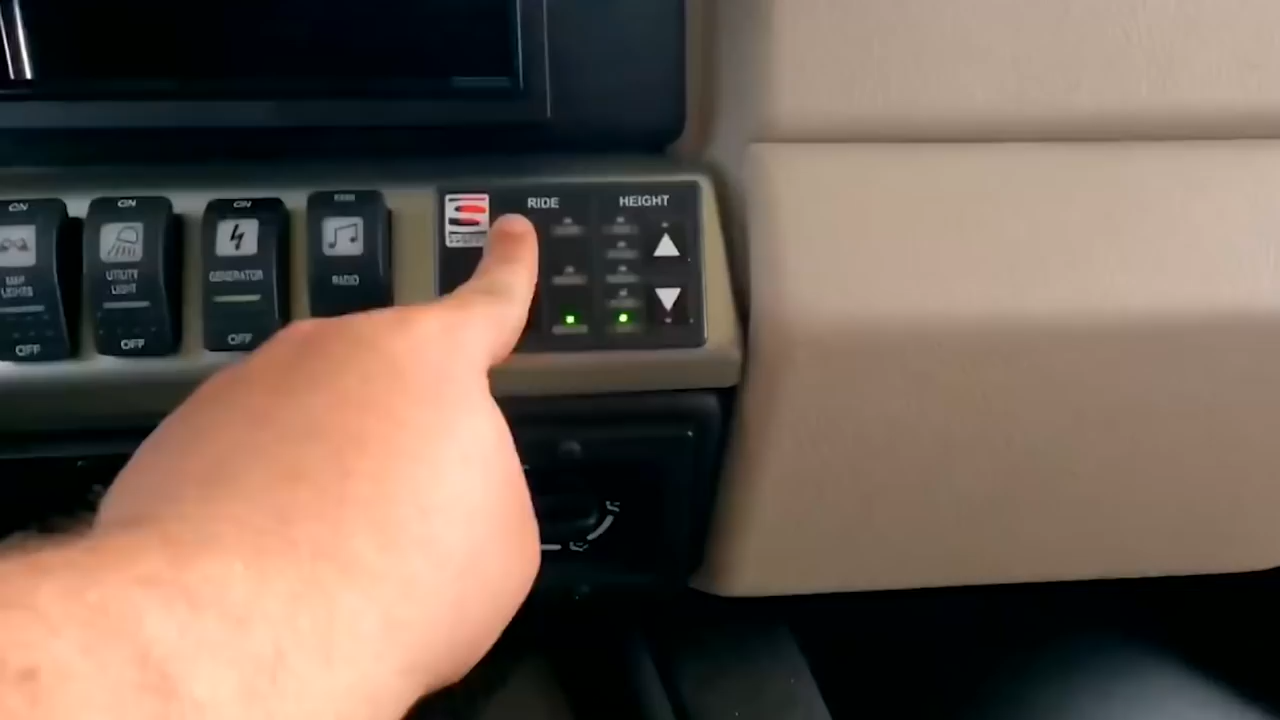 ON
MAP
LIGHTS
OFF
ON
UTILITY
LIGHT
OFF
ON
GENERATOR
OFF
RADIO
RIDE
HEIGHT